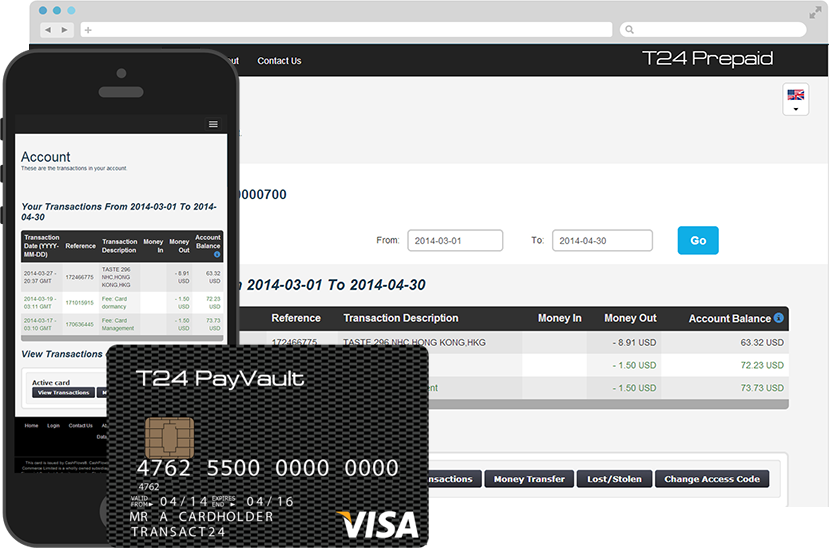 out Contact Us
T24 Prepaid
0000700
From: 2014-03-01 To: 2014-04-30 Go
2014-03-01 To 2014-04-30
Reference Transaction Description Money In Money Out Account Balance
172466775 TASTE 296 NHC,HONG KONG,HKG - 8.91 USD 63.32 USD
- 1.50 USD 72.23 USD
ent - 1.50 USD 73.73 USD
nsactions Money Transfer Lost/Stolen Change Access Code
Account
These are the transactions in your account
Your Transactions From 2014-03-01 To 2014-
04-30
Transaction Date (YYYY-MM-DD) Reference Transaction Description Money In Money Out Account Balance
2014-03-27 - 20:37 GMT 172466775 TASTE 296 NHC,HONG KONG,HKG - 8.91 USD 63.32 USD
2014-03-19 - 03:11 GMT 171015915 Fee: Card dormancy - 1.50 USD 72.23 USD
2014-03-17 - 03:10 GMT 170636445 Fee: Card Management - 1.50 USD 73.73 USD
View Transactions
Active card
View Transactions M
Home Login Contact Us
Data
T24 PayVault
4762 5500 0000 0000
4762
VALID FROM 04/14 EXPIRES END 04/16
MR A CARDHOLDER
TRANSACT24
VISA